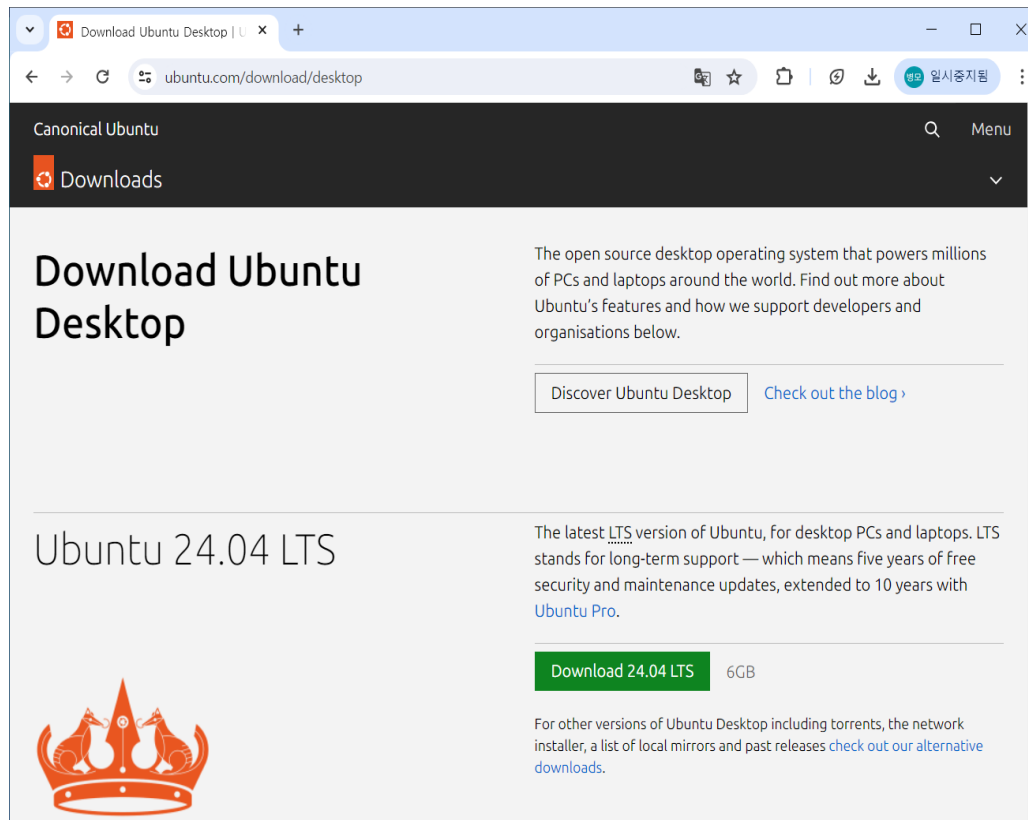 Download Ubuntu Desktop | U
ubuntu.com/download/desktop
병모 일시중지됨
Canonical Ubuntu
Menu
Downloads
Download Ubuntu
Desktop
The open source desktop operating system that powers millions
of PCs and laptops around the world. Find out more about
Ubuntu's features and how we support developers and
organisations below.
Discover Ubuntu Desktop
Check out the blog ›
Ubuntu 24.04 LTS
The latest LTS version of Ubuntu, for desktop PCs and laptops. LTS
stands for long-term support — which means five years of free
security and maintenance updates, extended to 10 years with
Ubuntu Pro.
Download 24.04 LTS
6GB
For other versions of Ubuntu Desktop including torrents, the network
installer, a list of local mirrors and past releases check out our alternative
downloads.